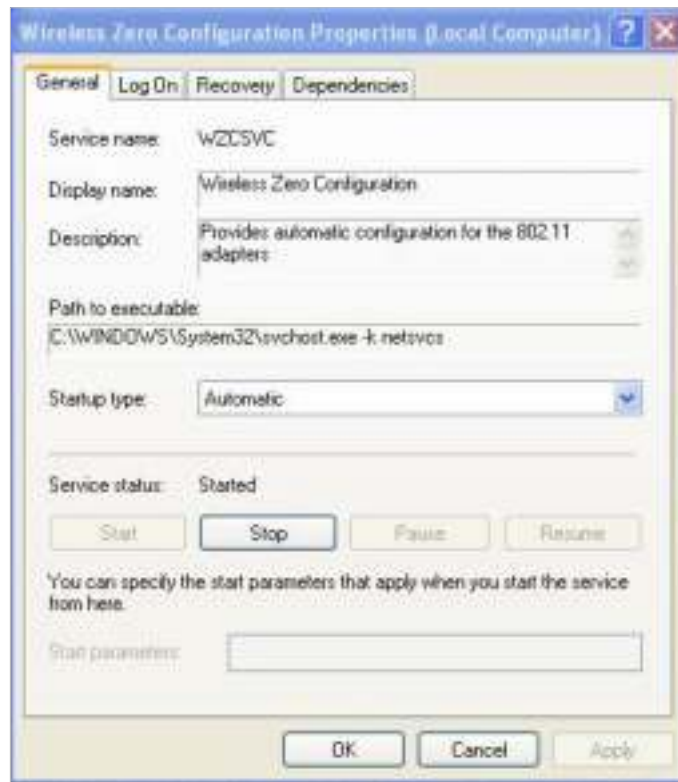 Wireless Zero Configuration Properties (Local Computer)
General Log On Recovery Dependencies
Service name: WZCSVC
Display name: Wireless Zero Configuration
Description: Provides automatic configuration for the 802.11
adapters
Path to executable:
C:\WINDOWS\System32\svchost.exe -k netsvcs
Startup type: Automatic
Service status: Started
Start Stop Pause Resume
You can specify the start parameters that apply when you start the service
from here.
Start parameters:
OK Cancel Apply